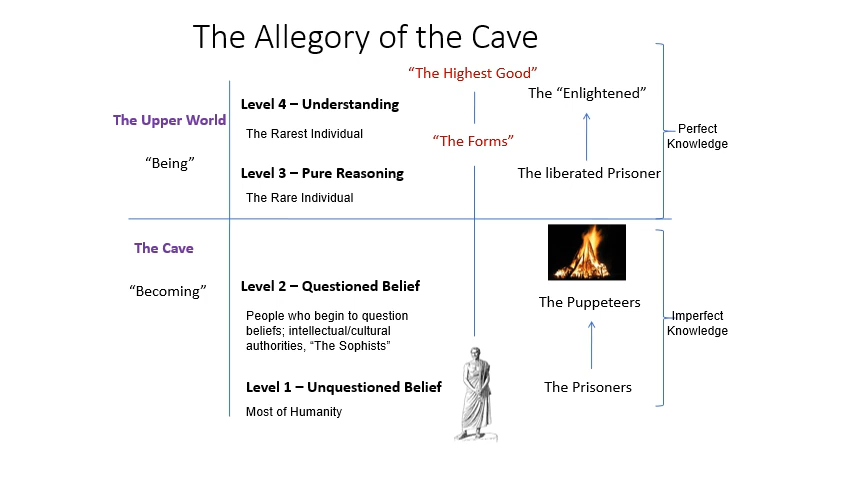 The Allegory of the Cave
“The Highest Good”
Level 4 – Understanding
The “Enlightened”
The Upper World
The Rarest Individual
“The Forms”
Perfect
Knowledge
“Being”
Level 3 – Pure Reasoning
The liberated Prisoner
The Rare Individual
The Cave
“Becoming”
Level 2 – Questioned Belief
The Puppeteers
People who begin to question
beliefs; intellectual/cultural
authorities, “The Sophists”
Imperfect
Knowledge
Level 1 – Unquestioned Belief
The Prisoners
Most of Humanity